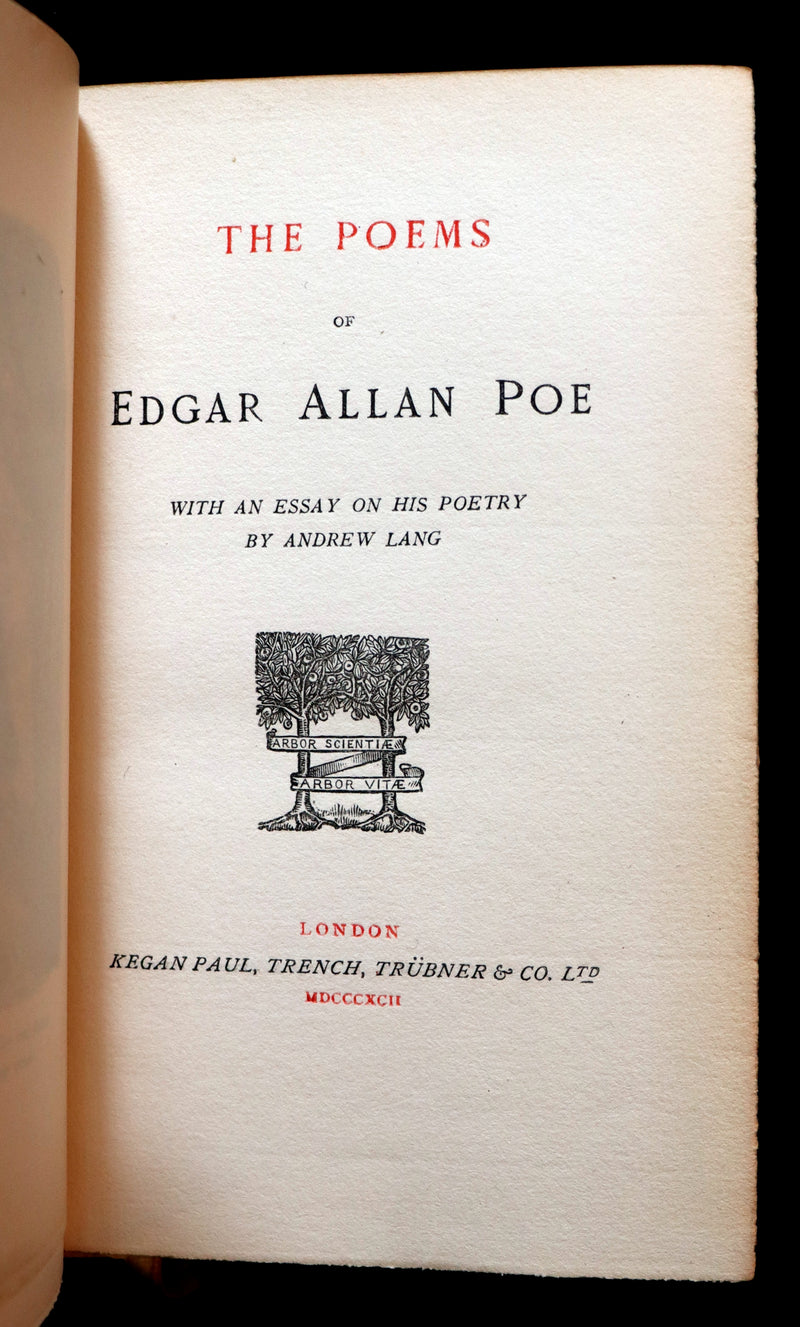 THE POEMS
OF
EDGAR ALLAN POE
WITH AN ESSAY ON HIS POETRY
BY ANDREW LANG
ARBOR SCIENTIÆ
ARBOR VITÆ
LONDON
KEGAN PAUL, TRENCH, TRÜBNER & CO. LTD
MDCCCXCII